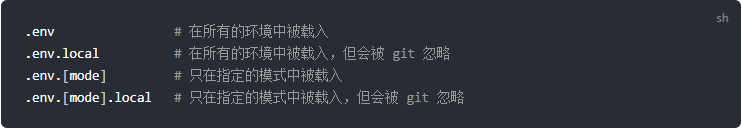 sh
.env                # 在所有的环境中被载入
.env.local          # 在所有的环境中被载入，但会被 git 忽略
.env.[mode]         # 只在指定的模式中被载入
.env.[mode].local   # 只在指定的模式中被载入，但会被 git 忽略